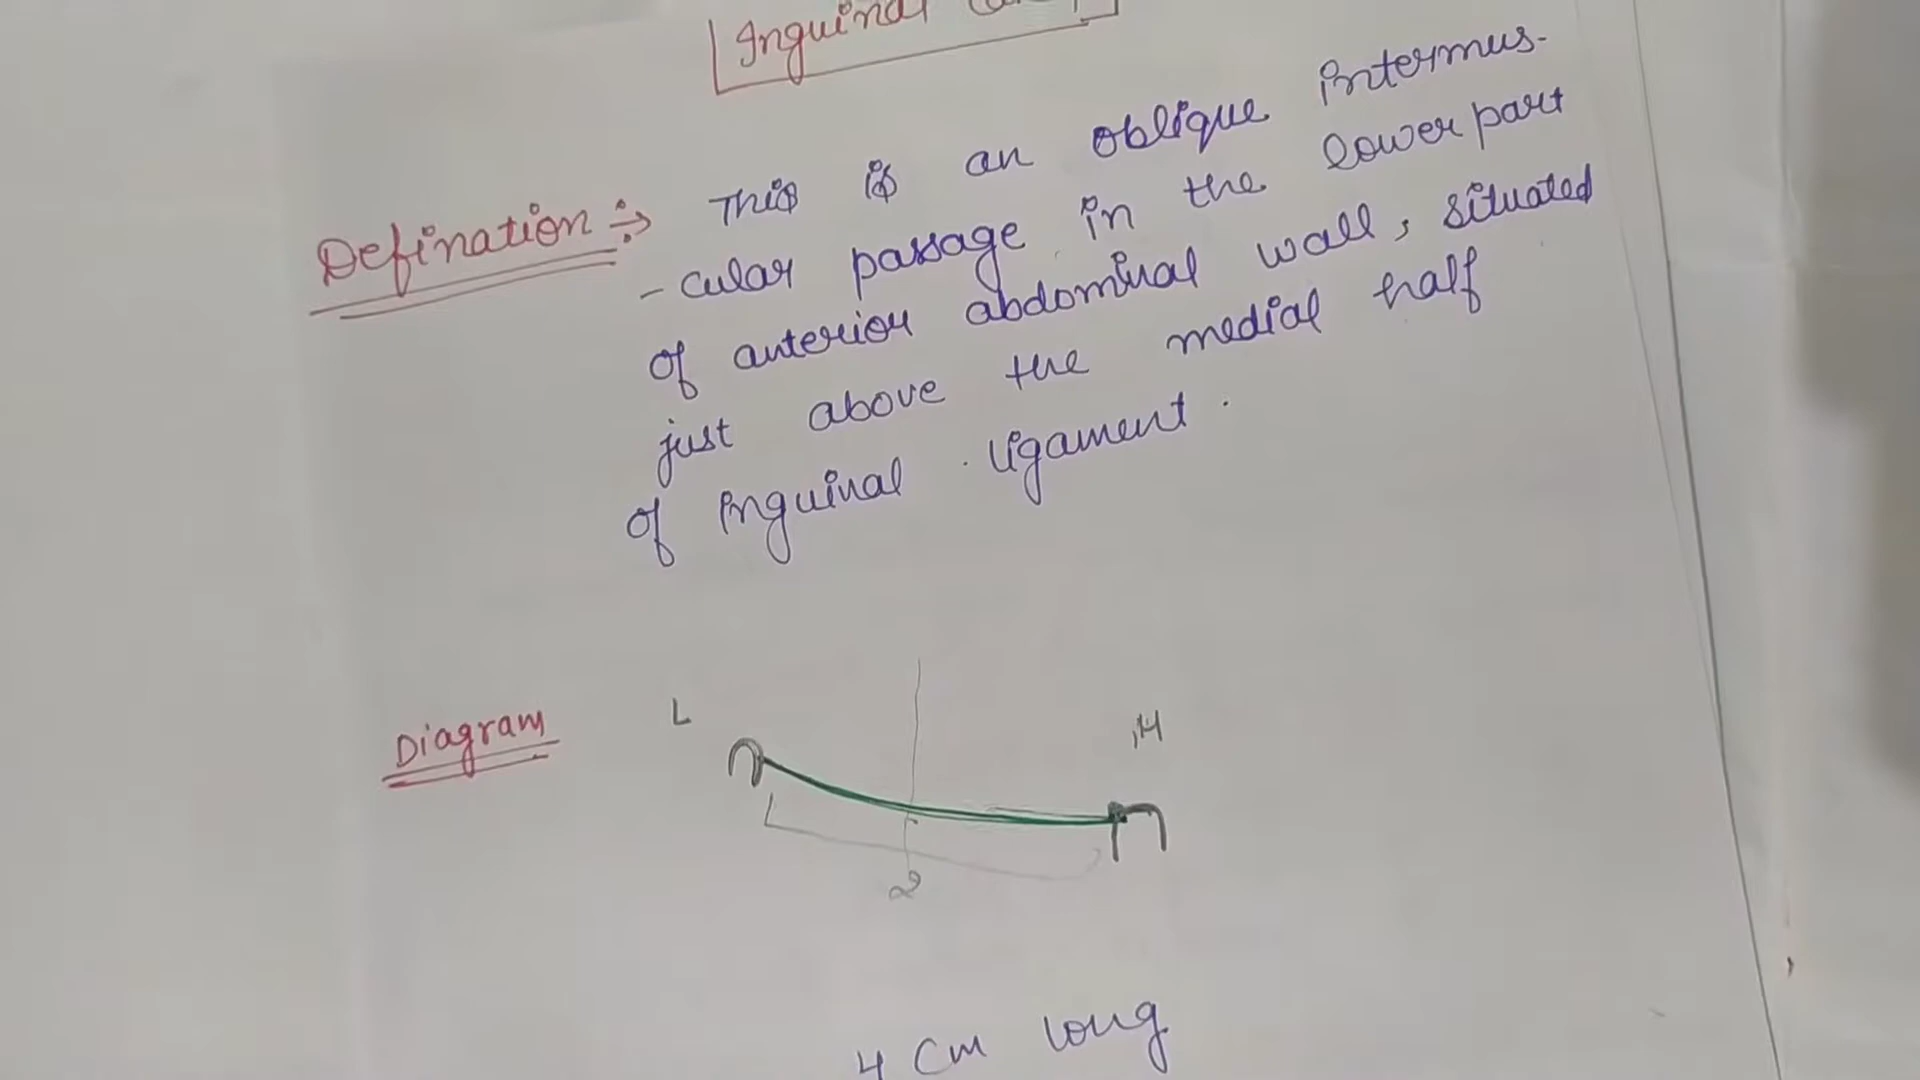 Inguinal
Defination :→ This is an oblique intermus-
-cular passage in the lower part
of anterior abdominal wall, situated
just above the medial half
of inguinal ligament.
Diagram
L
M
2
4 cm long